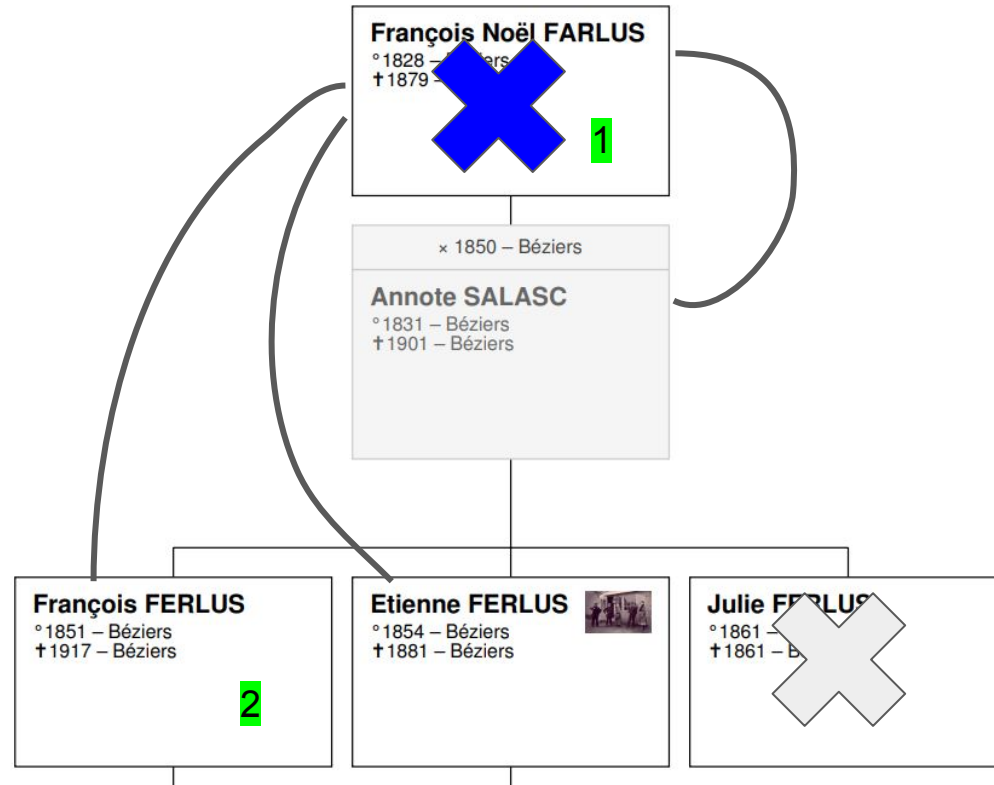 François Noël FARLUS
°1828 –
†1879 –
1
× 1850 – Béziers
Annote SALASC
°1831 – Béziers
†1901 – Béziers
François FERLUS
°1851 – Béziers
†1917 – Béziers
2
Etienne FERLUS
°1854 – Béziers
†1881 – Béziers
Julie FERLUS
°1861 –
†1861 –